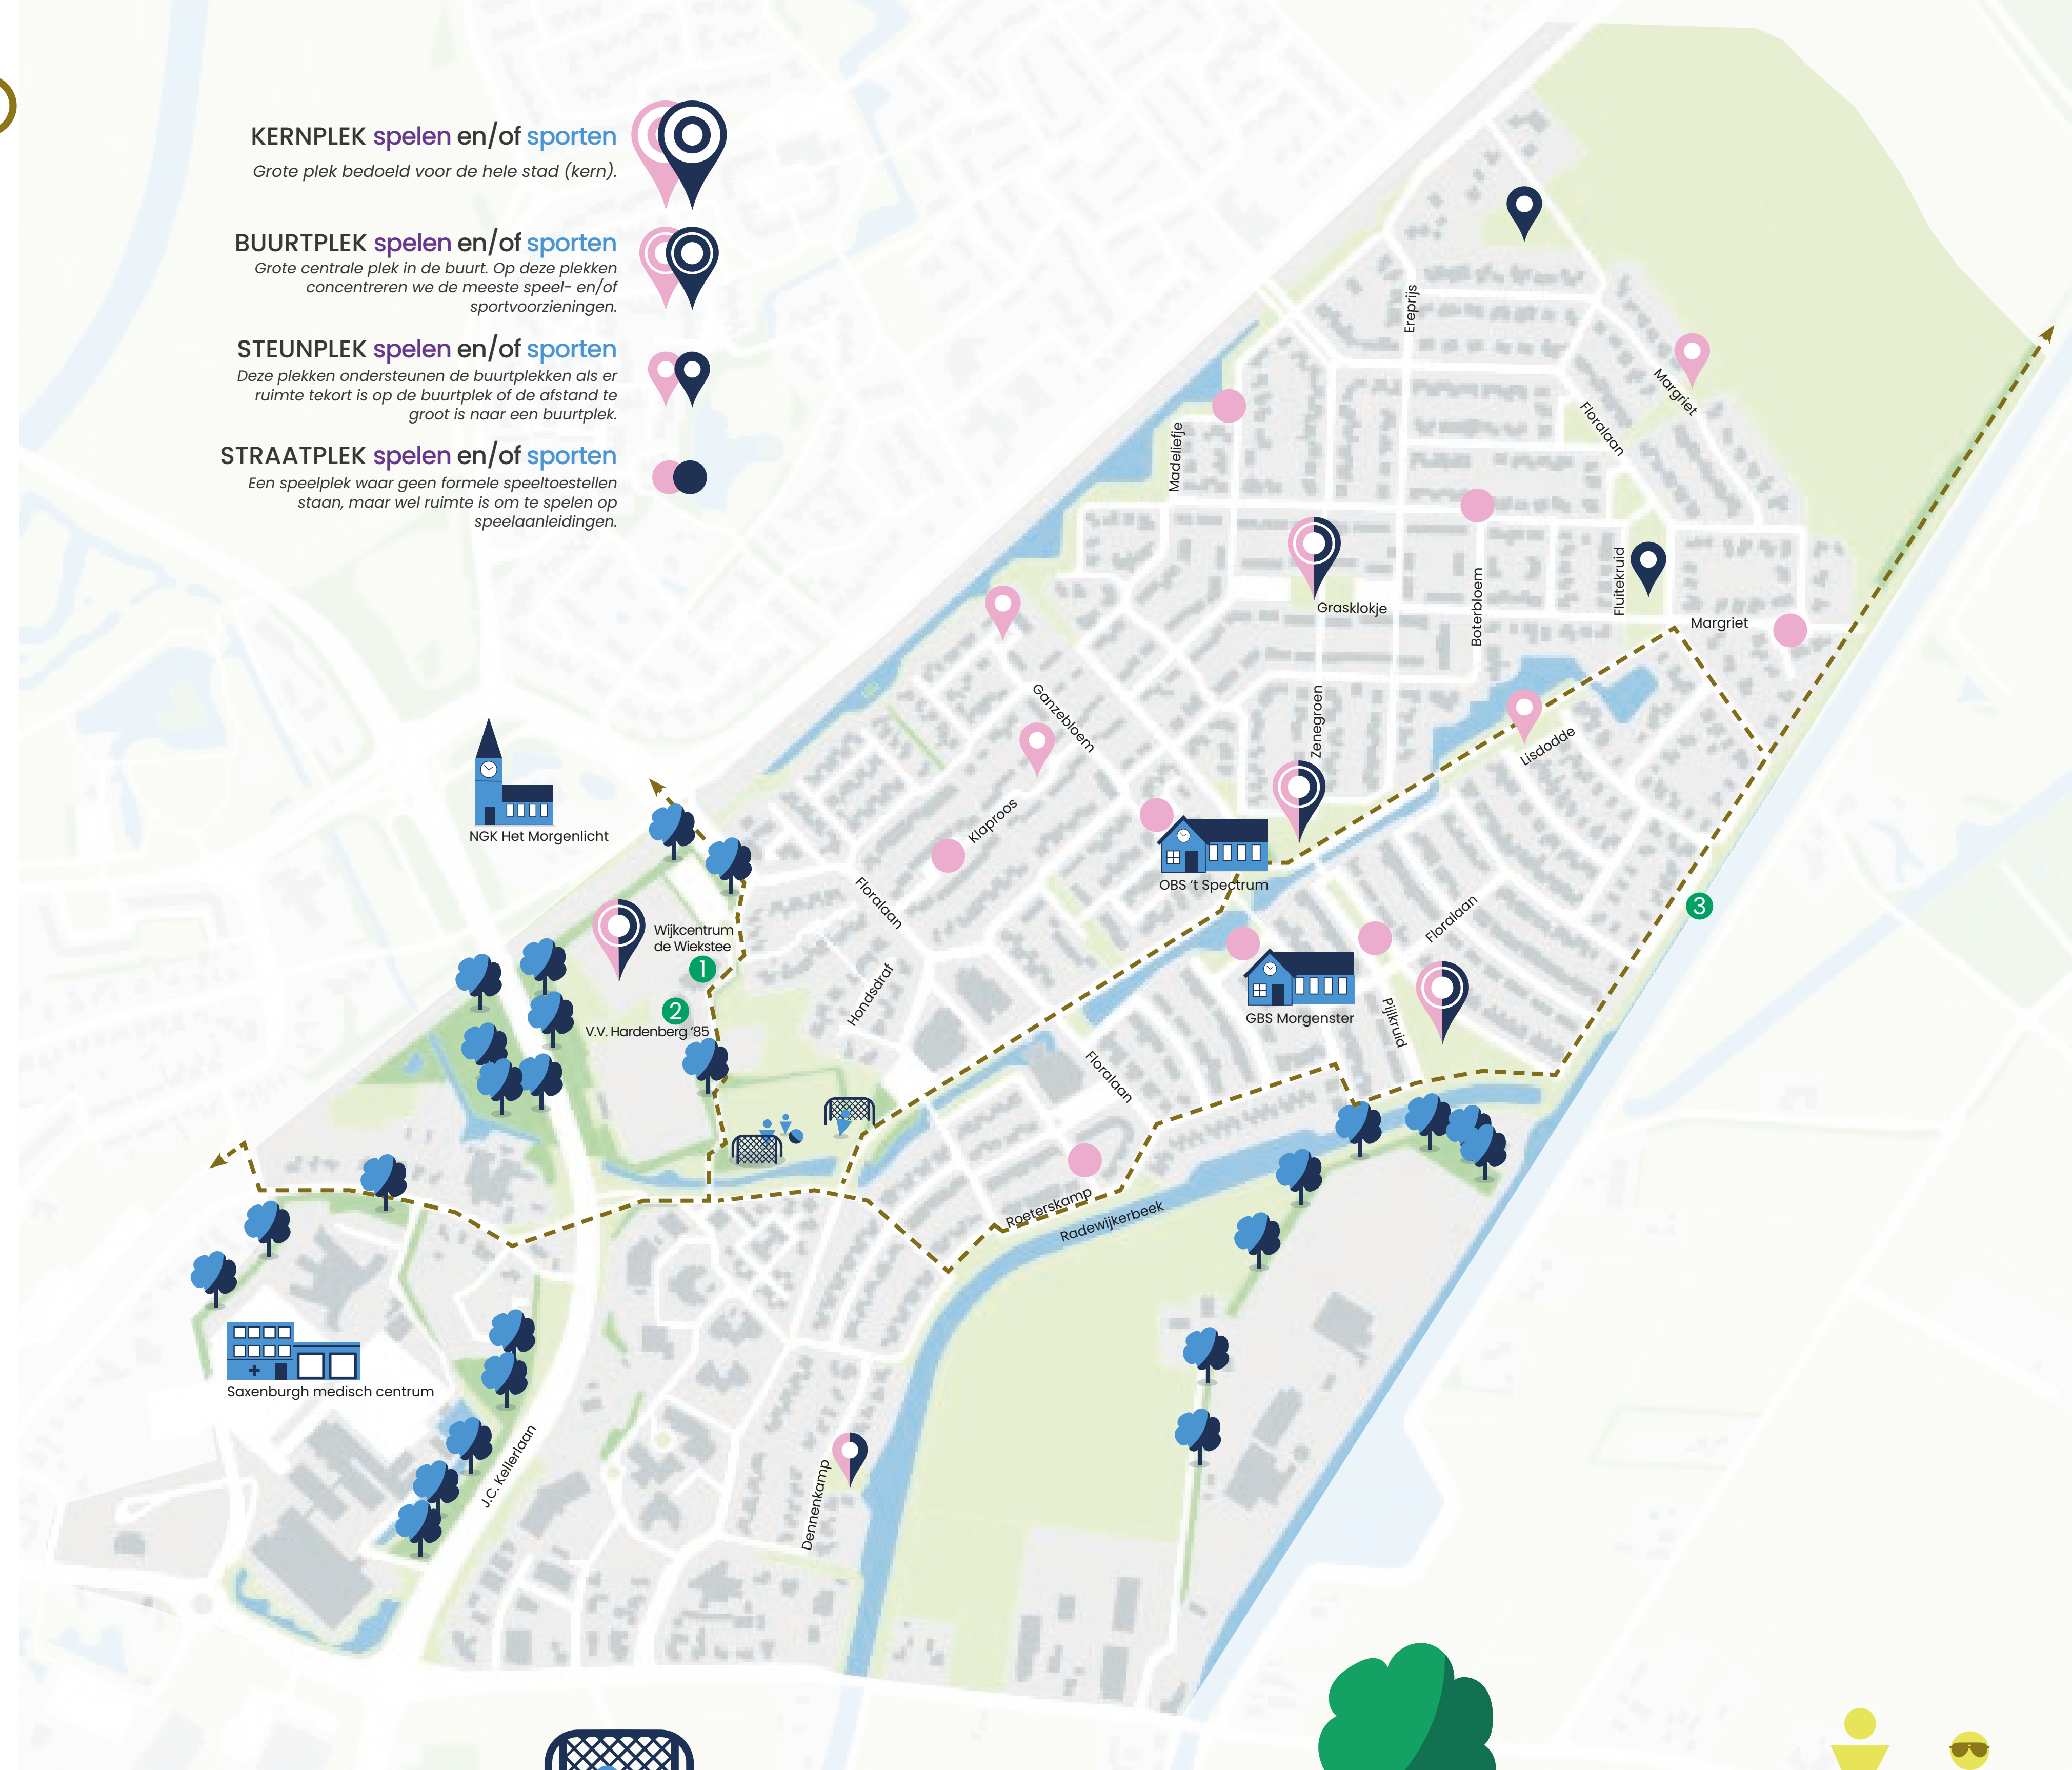 KERNPLEK spelen en/of sporten
Grote plek bedoeld voor de hele stad (kern).
BUURTPLEK spelen en/of sporten
Grote centrale plek in de buurt. Op deze plekken
concentreren we de meeste speel- en/of
sportvoorzieningen.
STEUNPLEK spelen en/of sporten
Deze plekken ondersteunen de buurtplekken als er
ruimte tekort is op de buurtplek of de afstand te
groot is naar een buurtplek.
STRAATPLEK spelen en/of sporten
Een speelplek waar geen formele speeltoestellen
staan, maar wel ruimte is om te spelen op
speelaanleidingen.
Ereprijs
Margriet
Floralaan
Madeliefje
Fluitekruid
Boterbloem
Grasklokje
Margriet
Ganzebloem
Zenegroen
Lisdodde
NGK Het Morgenlicht
Klaproos
OBS 't Spectrum
Floralaan
Floralaan
3
Wijkcentrum
de Wiekstee
1
Hondsdraf
2
V.V. Hardenberg '85
GBS Morgenster
Pijlkruid
Floralaan
Roeterskamp
Radewijkerbeek
Saxenburgh medisch centrum
J.C. Kellerlaan
Dennenkamp